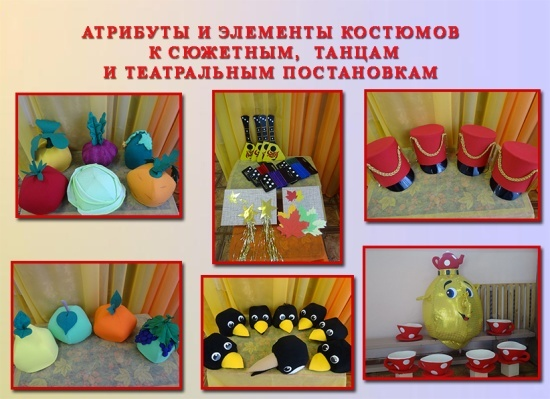 АТРИБУТЫ И ЭЛЕМЕНТЫ КОСТЮМОВ
К СЮЖЕТНЫМ, ТАНЦАМ
И ТЕАТРАЛЬНЫМ ПОСТАНОВКАМ